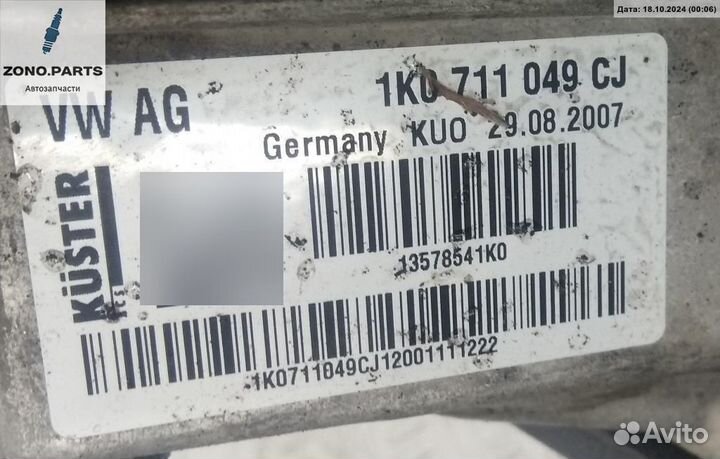 Дата: 18.10.2024 (00:06)
ZONO.PARTS
Автозапчасти
VW AG
1K0 711 049 CJ
Germany KUO 29.08.2007
KÜSTER
13578541K0
1K0711049CJ12001111222
Avito